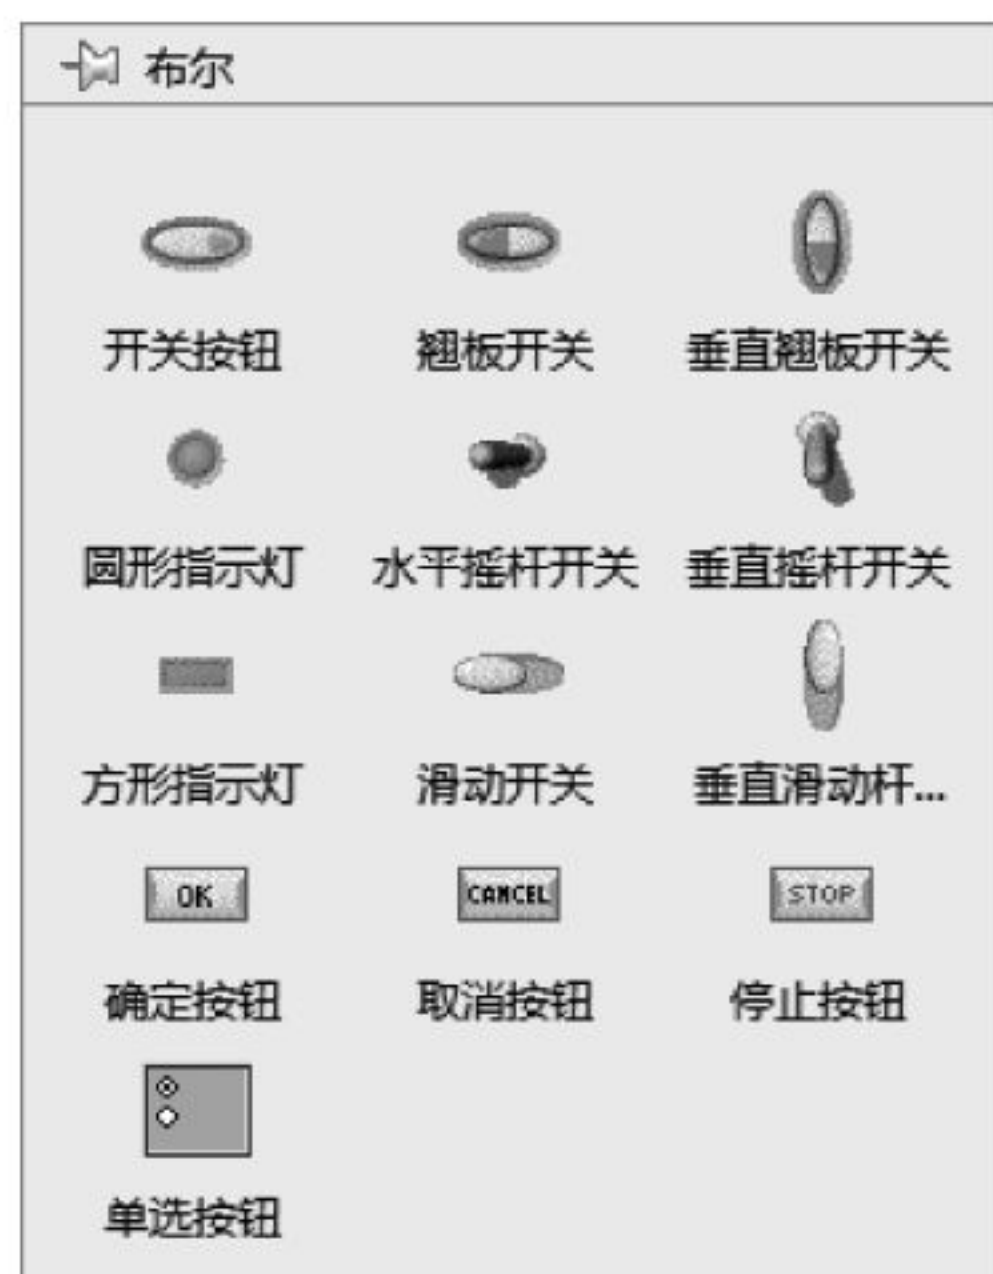 布尔
开关按钮 翘板开关 垂直翘板开关
圆形指示灯 水平摇杆开关 垂直摇杆开关
方形指示灯 滑动开关 垂直滑动杆...
OK CANCEL STOP
确定按钮 取消按钮 停止按钮
单选按钮